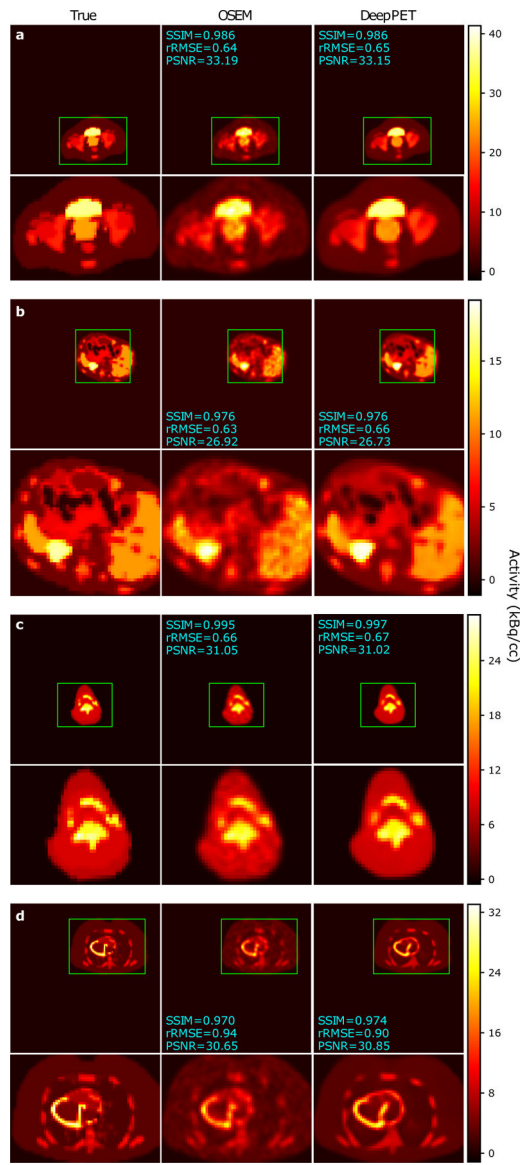 True OSEM DeepPET
a
SSIM=0.986
rRMSE=0.64
PSNR=33.19
SSIM=0.986
rRMSE=0.65
PSNR=33.15
40
30
20
10
0
b
SSIM=0.976
rRMSE=0.63
PSNR=26.92
SSIM=0.976
rRMSE=0.66
PSNR=26.73
15
10
5
0
Activity (kBq/cc)
c
SSIM=0.995
rRMSE=0.66
PSNR=31.05
SSIM=0.997
rRMSE=0.67
PSNR=31.02
24
18
12
6
0
d
SSIM=0.970
rRMSE=0.94
PSNR=30.65
SSIM=0.974
rRMSE=0.90
PSNR=30.85
32
24
16
8
0